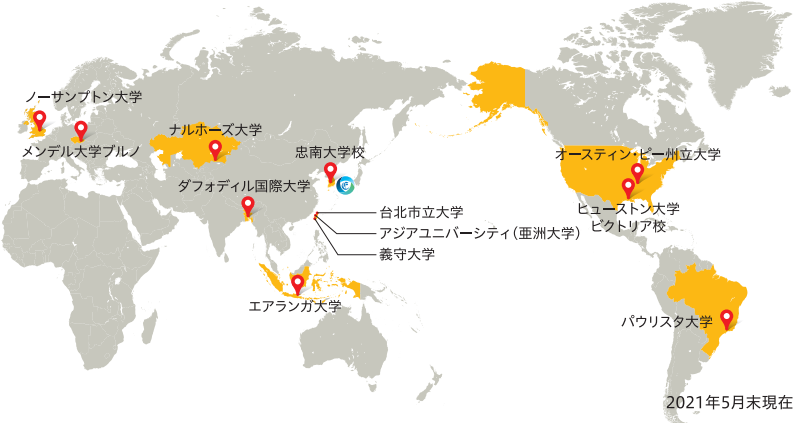 ノーサンプトン大学
メンデル大学ブルノ
ナルホーズ大学
忠南大学校
ダフォディル国際大学
台北市立大学
アジアユニバーシティ(亜洲大学)
義守大学
エアランガ大学
オースティン・ピー州立大学
ヒューストン大学
ビクトリア校
パウリスタ大学
2021年5月末現在